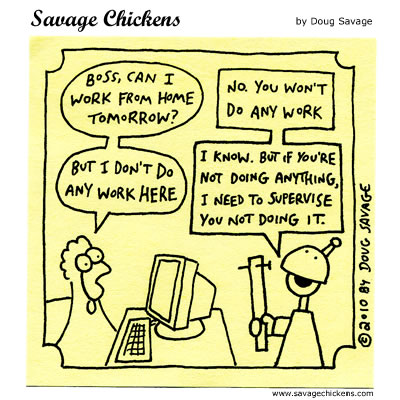 Savage Chickens
by Doug Savage
BOSS, CAN I
WORK FROM HOME
TOMORROW?
NO. YOU WON'T
DO ANY WORK
BUT I DON'T DO
ANY WORK HERE
I KNOW. BUT IF YOU'RE
NOT DOING ANYTHING,
I NEED TO SUPERVISE
YOU NOT DOING IT.
©2010 BY DOUG SAVAGE
www.savagechickens.com